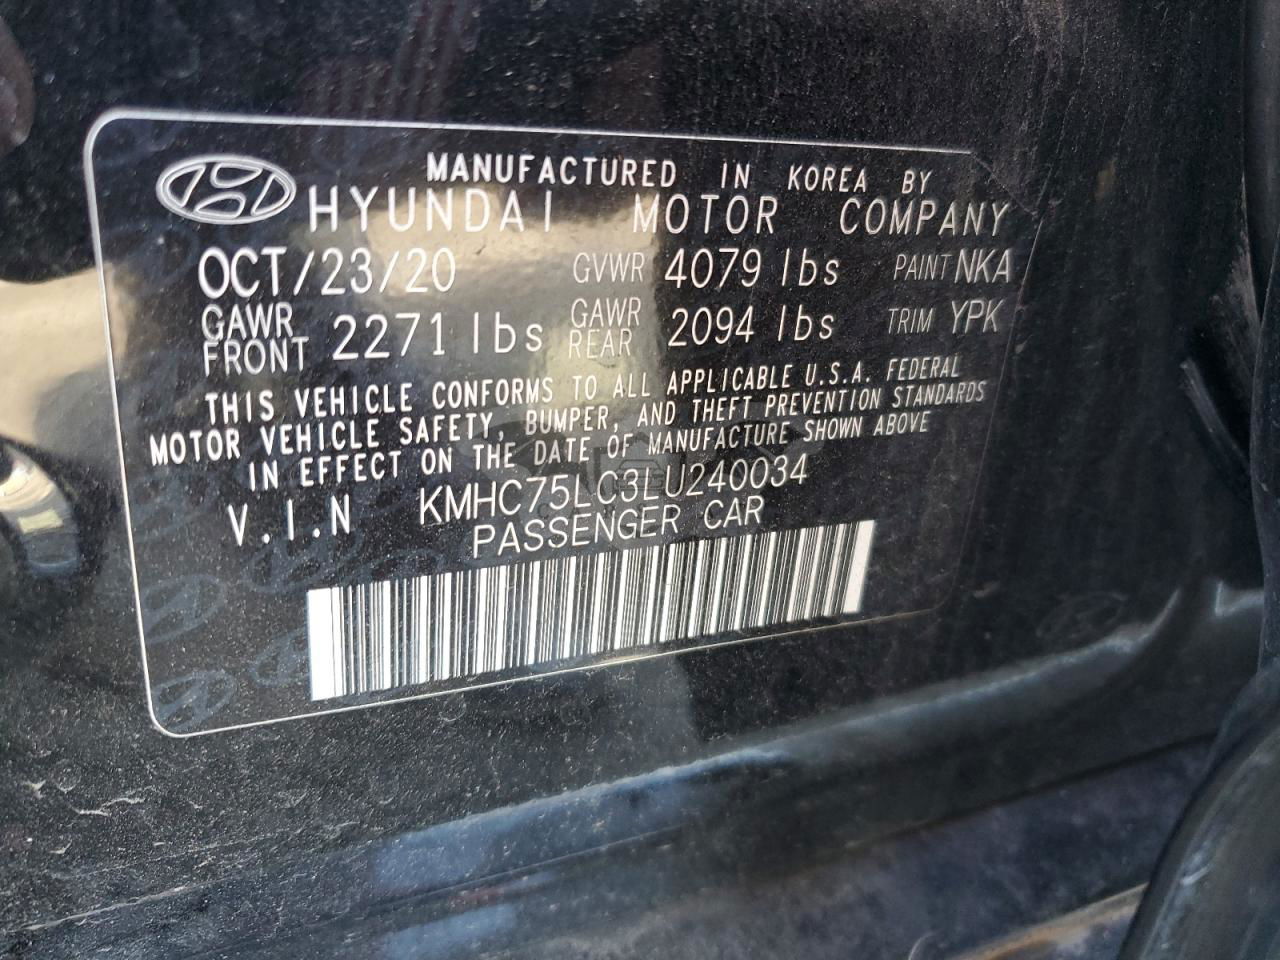 MANUFACTURED IN KOREA BY
HYUNDAI MOTOR COMPANY
OCT/23/20 GVWR 4079 lbs PAINT NKA
GAWR FRONT 2271 lbs GAWR REAR 2094 lbs TRIM YPK
THIS VEHICLE CONFORMS TO ALL APPLICABLE U.S.A. FEDERAL
MOTOR VEHICLE SAFETY, BUMPER, AND THEFT PREVENTION STANDARDS
IN EFFECT ON THE DATE OF MANUFACTURE SHOWN ABOVE
V.I.N KMHC75LC3LU240034
PASSENGER CAR